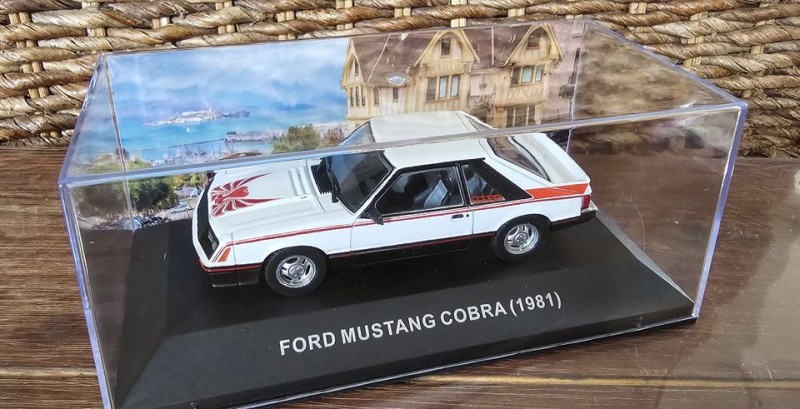 FORD MUSTANG COBRA (1981)